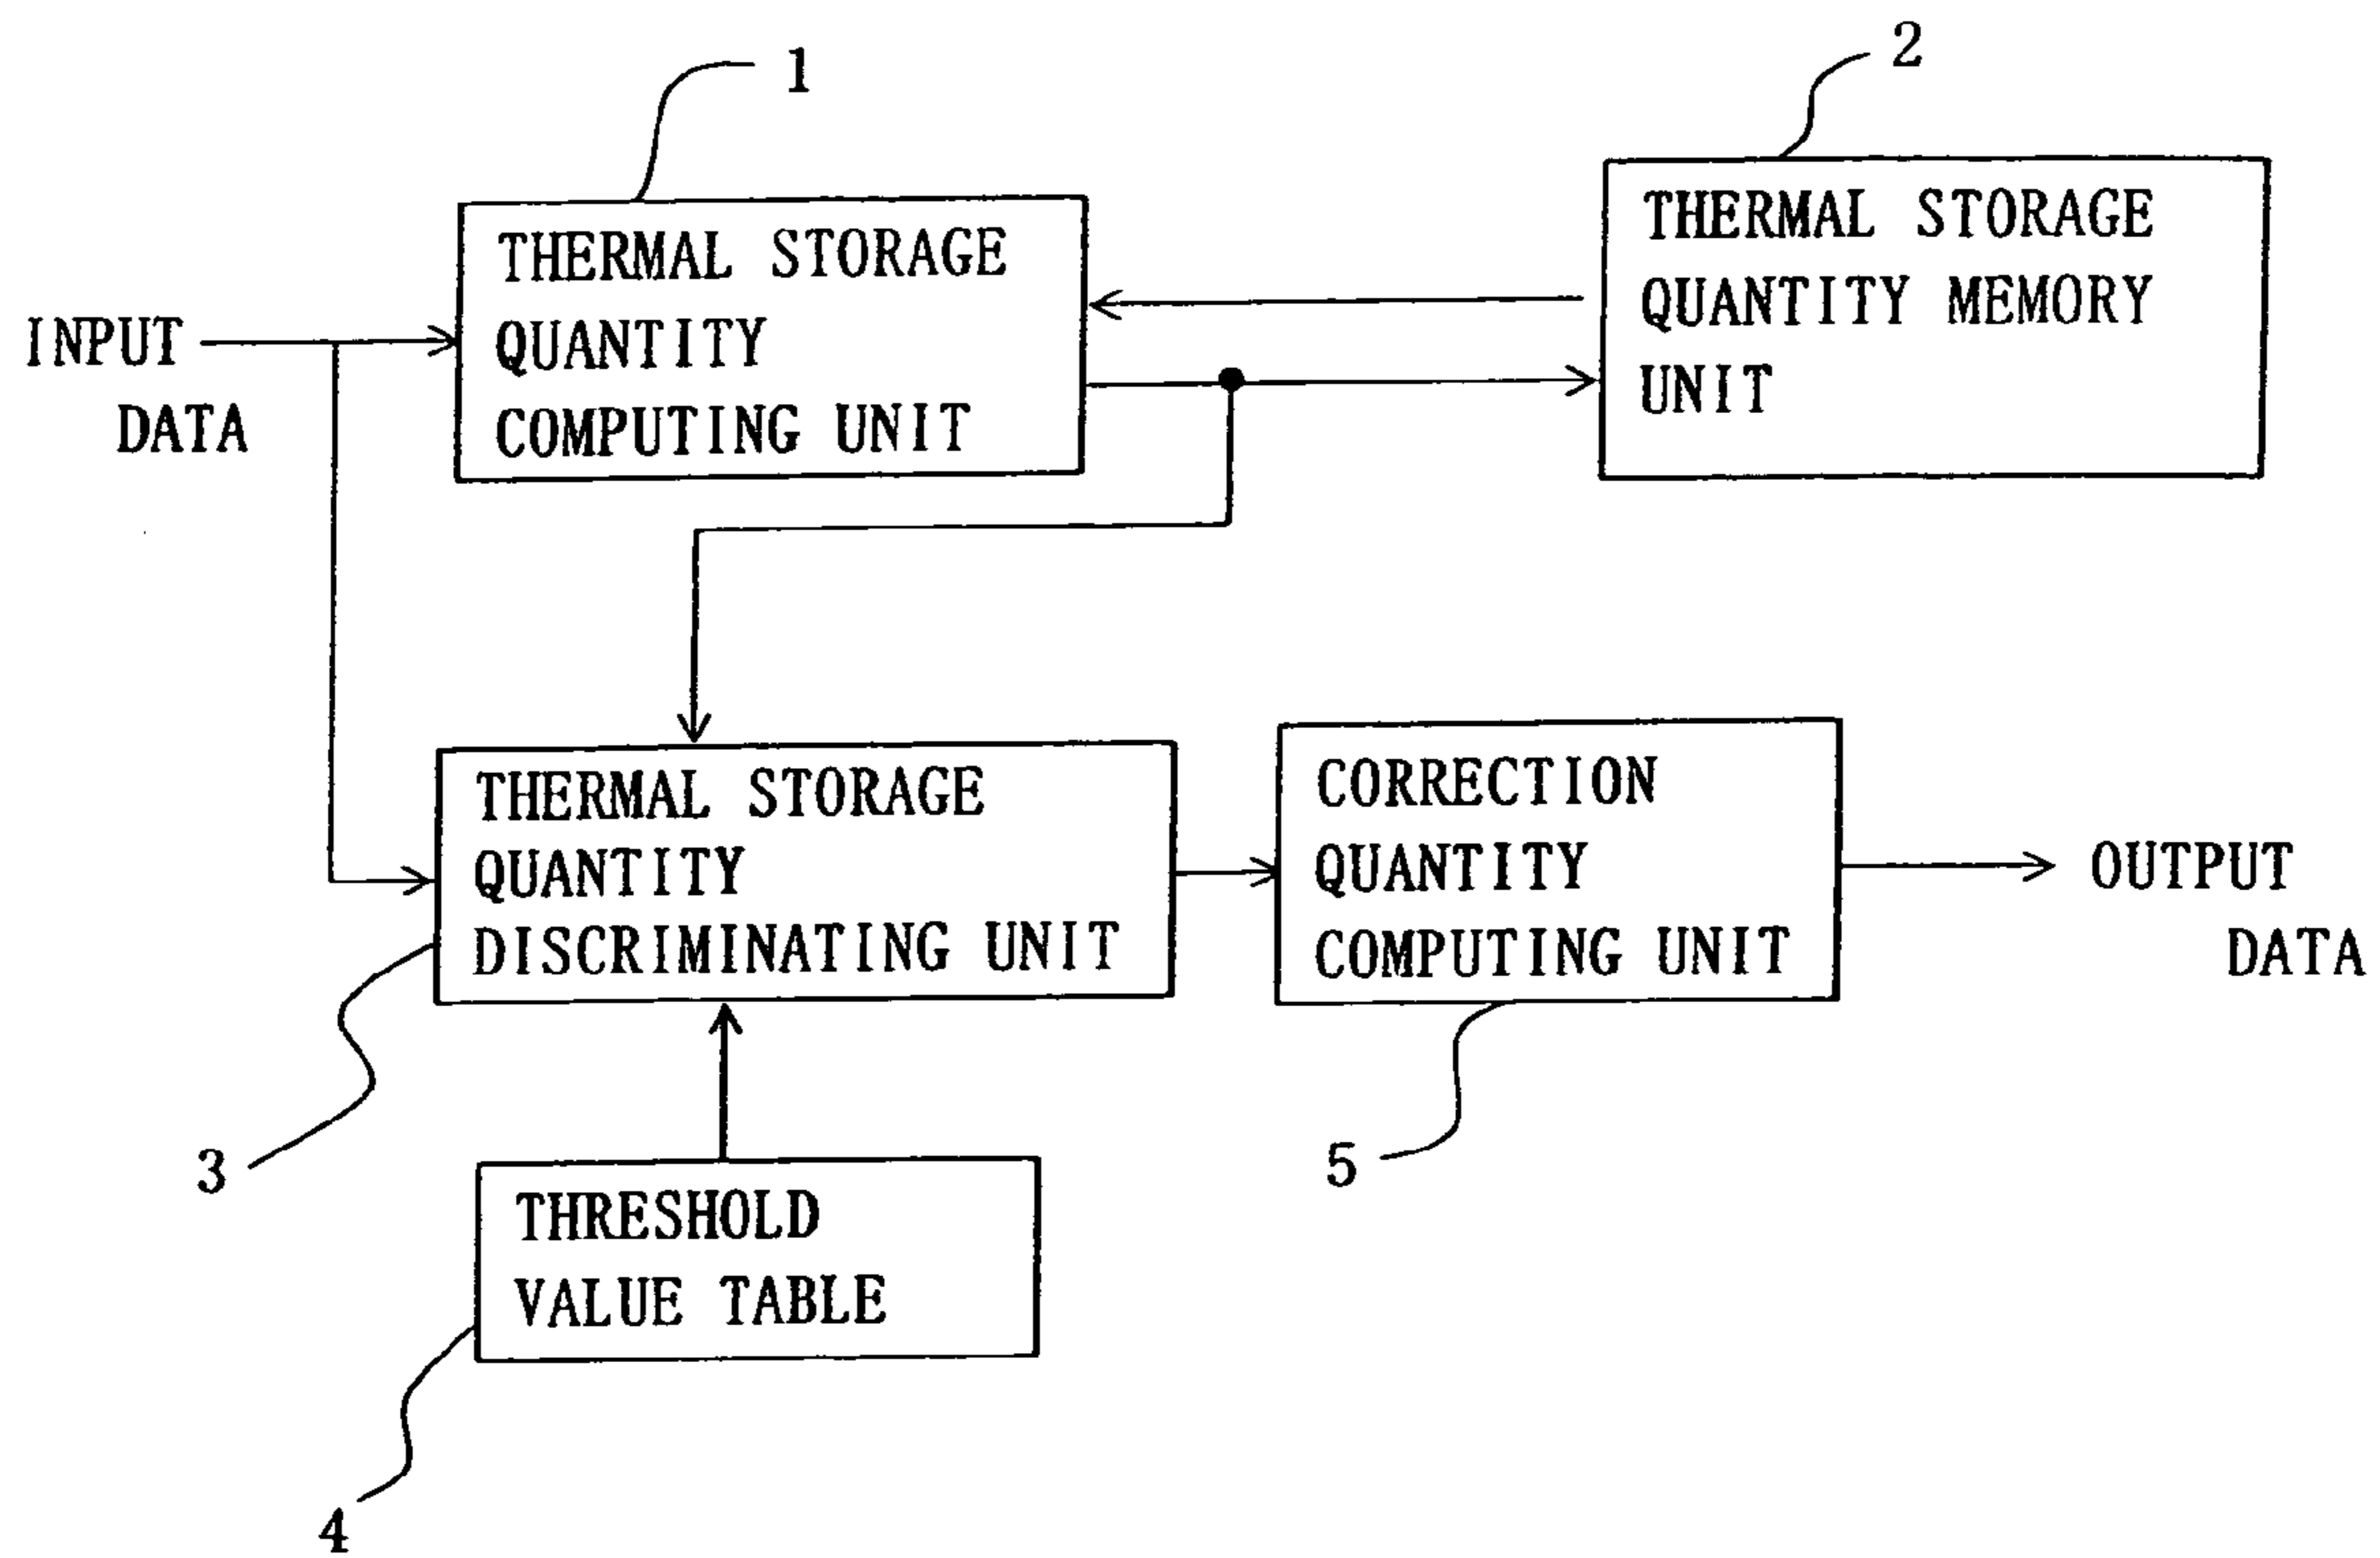 1
2
THERMAL STORAGE
QUANTITY
COMPUTING UNIT
THERMAL STORAGE
QUANTITY MEMORY
UNIT
INPUT
DATA
THERMAL STORAGE
QUANTITY
DISCRIMINATING UNIT
CORRECTION
QUANTITY
COMPUTING UNIT
OUTPUT
DATA
3
5
THRESHOLD
VALUE TABLE
4